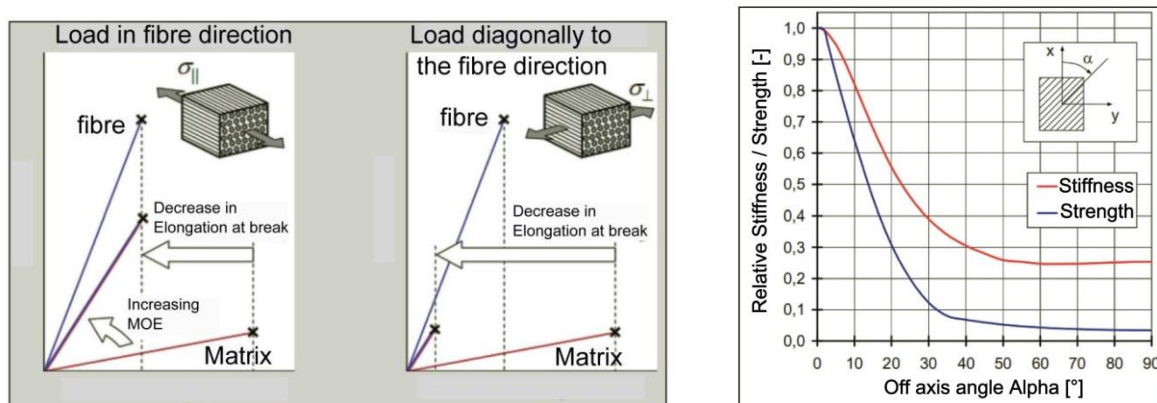 Load in fibre direction
σ∥
fibre
Decrease in
Elongation at break
Increasing
MOE
Matrix
Load diagonally to
the fibre direction
σ⊥
fibre
Decrease in
Elongation at break
Matrix
Relative Stiffness / Strength [-]
1,0
0,9
0,8
0,7
0,6
0,5
0,4
0,3
0,2
0,1
0,0
x
α
y
Stiffness
Strength
0 10 20 30 40 50 60 70 80 90
Off axis angle Alpha [°]